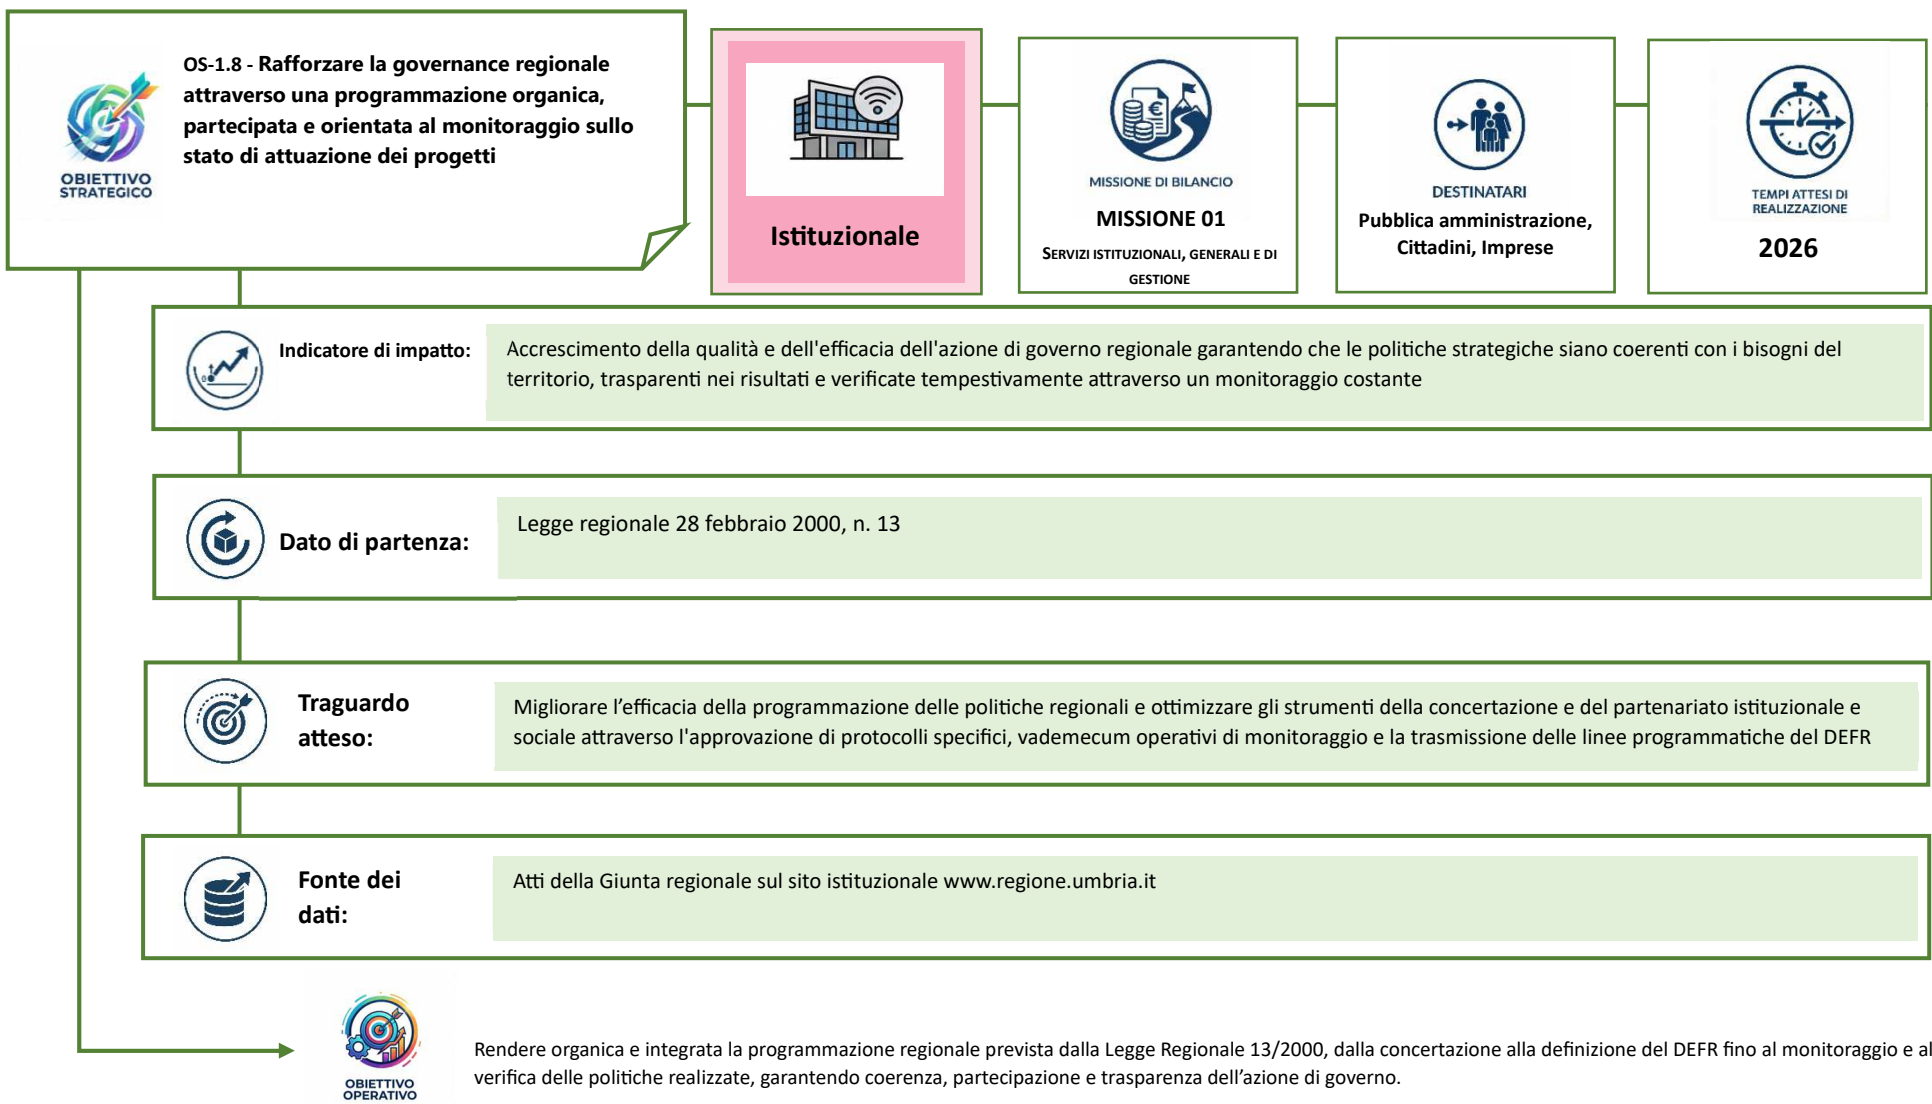 OS-1.8 - Rafforzare la governance regionale
attraverso una programmazione organica,
partecipata e orientata al monitoraggio sullo
stato di attuazione dei progetti
OBIETTIVO
STRATEGICO
Istituzionale
MISSIONE DI BILANCIO
MISSIONE 01
SERVIZI ISTITUZIONALI, GENERALI E DI
GESTIONE
DESTINATARI
Pubblica amministrazione,
Cittadini, Imprese
TEMPI ATTESI DI
REALIZZAZIONE
2026
Indicatore di impatto:
Accrescimento della qualità e dell'efficacia dell'azione di governo regionale garantendo che le politiche strategiche siano coerenti con i bisogni del
territorio, trasparenti nei risultati e verificate tempestivamente attraverso un monitoraggio costante
Dato di partenza:
Legge regionale 28 febbraio 2000, n. 13
Traguardo
atteso:
Migliorare l’efficacia della programmazione delle politiche regionali e ottimizzare gli strumenti della concertazione e del partenariato istituzionale e
sociale attraverso l'approvazione di protocolli specifici, vademecum operativi di monitoraggio e la trasmissione delle linee programmatiche del DEFR
Fonte dei
dati:
Atti della Giunta regionale sul sito istituzionale www.regione.umbria.it
OBIETTIVO
OPERATIVO
Rendere organica e integrata la programmazione regionale prevista dalla Legge Regionale 13/2000, dalla concertazione alla definizione del DEFR fino al monitoraggio e al
verifica delle politiche realizzate, garantendo coerenza, partecipazione e trasparenza dell’azione di governo.